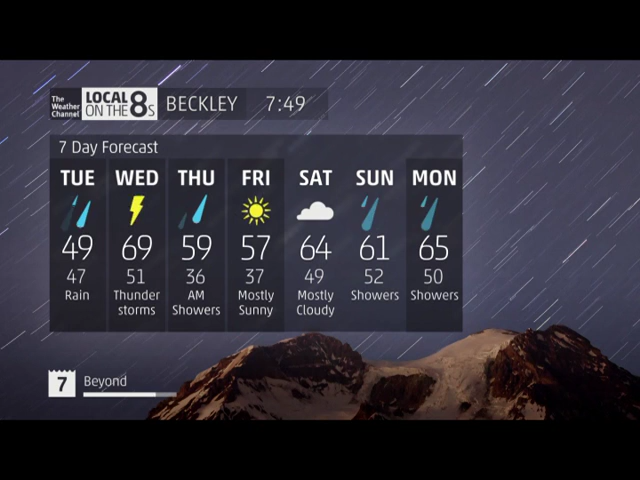 The Weather Channel
LOCAL ON THE 8s
BECKLEY 7:49
7 Day Forecast
TUE WED THU FRI SAT SUN MON
49 69 59 57 64 61 65
47 51 36 37 49 52 50
Rain Thunder storms AM Showers Mostly Sunny Mostly Cloudy Showers Showers
7 Beyond